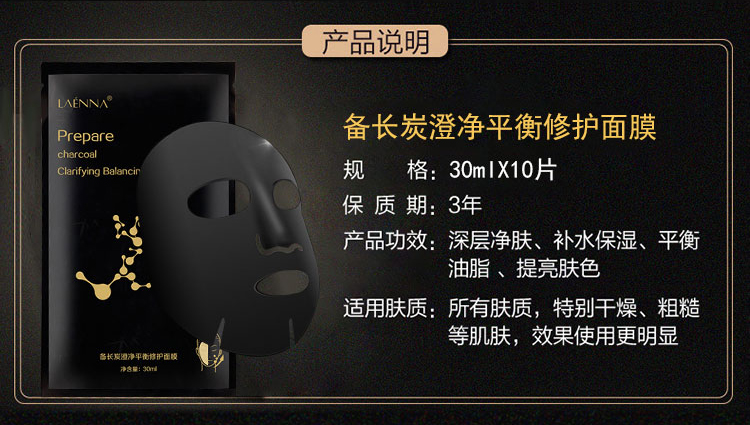 产品说明
LAËNNA®
Prepare
charcoal
Clarifying Balancin
备长炭澄净平衡修护面膜
净含量：30ml
备长炭澄净平衡修护面膜
规 格：30mlX10片
保 质 期：3年
产品功效：深层净肤、补水保湿、平衡
油脂 、提亮肤色
适用肤质：所有肤质，特别干燥、粗糙
等肌肤，效果使用更明显